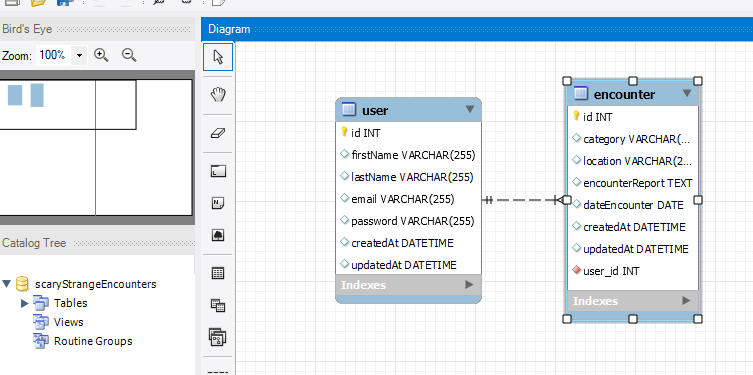 Bird's Eye
Zoom: 100%
Catalog Tree
scaryStrangeEncounters
Tables
Views
Routine Groups
Diagram
user
id INT
firstName VARCHAR(255)
lastName VARCHAR(255)
email VARCHAR(255)
password VARCHAR(255)
createdAt DATETIME
updatedAt DATETIME
Indexes
encounter
id INT
category VARCHAR(...
location VARCHAR(2...
encounterReport TEXT
dateEncounter DATE
createdAt DATETIME
updatedAt DATETIME
user_id INT
Indexes